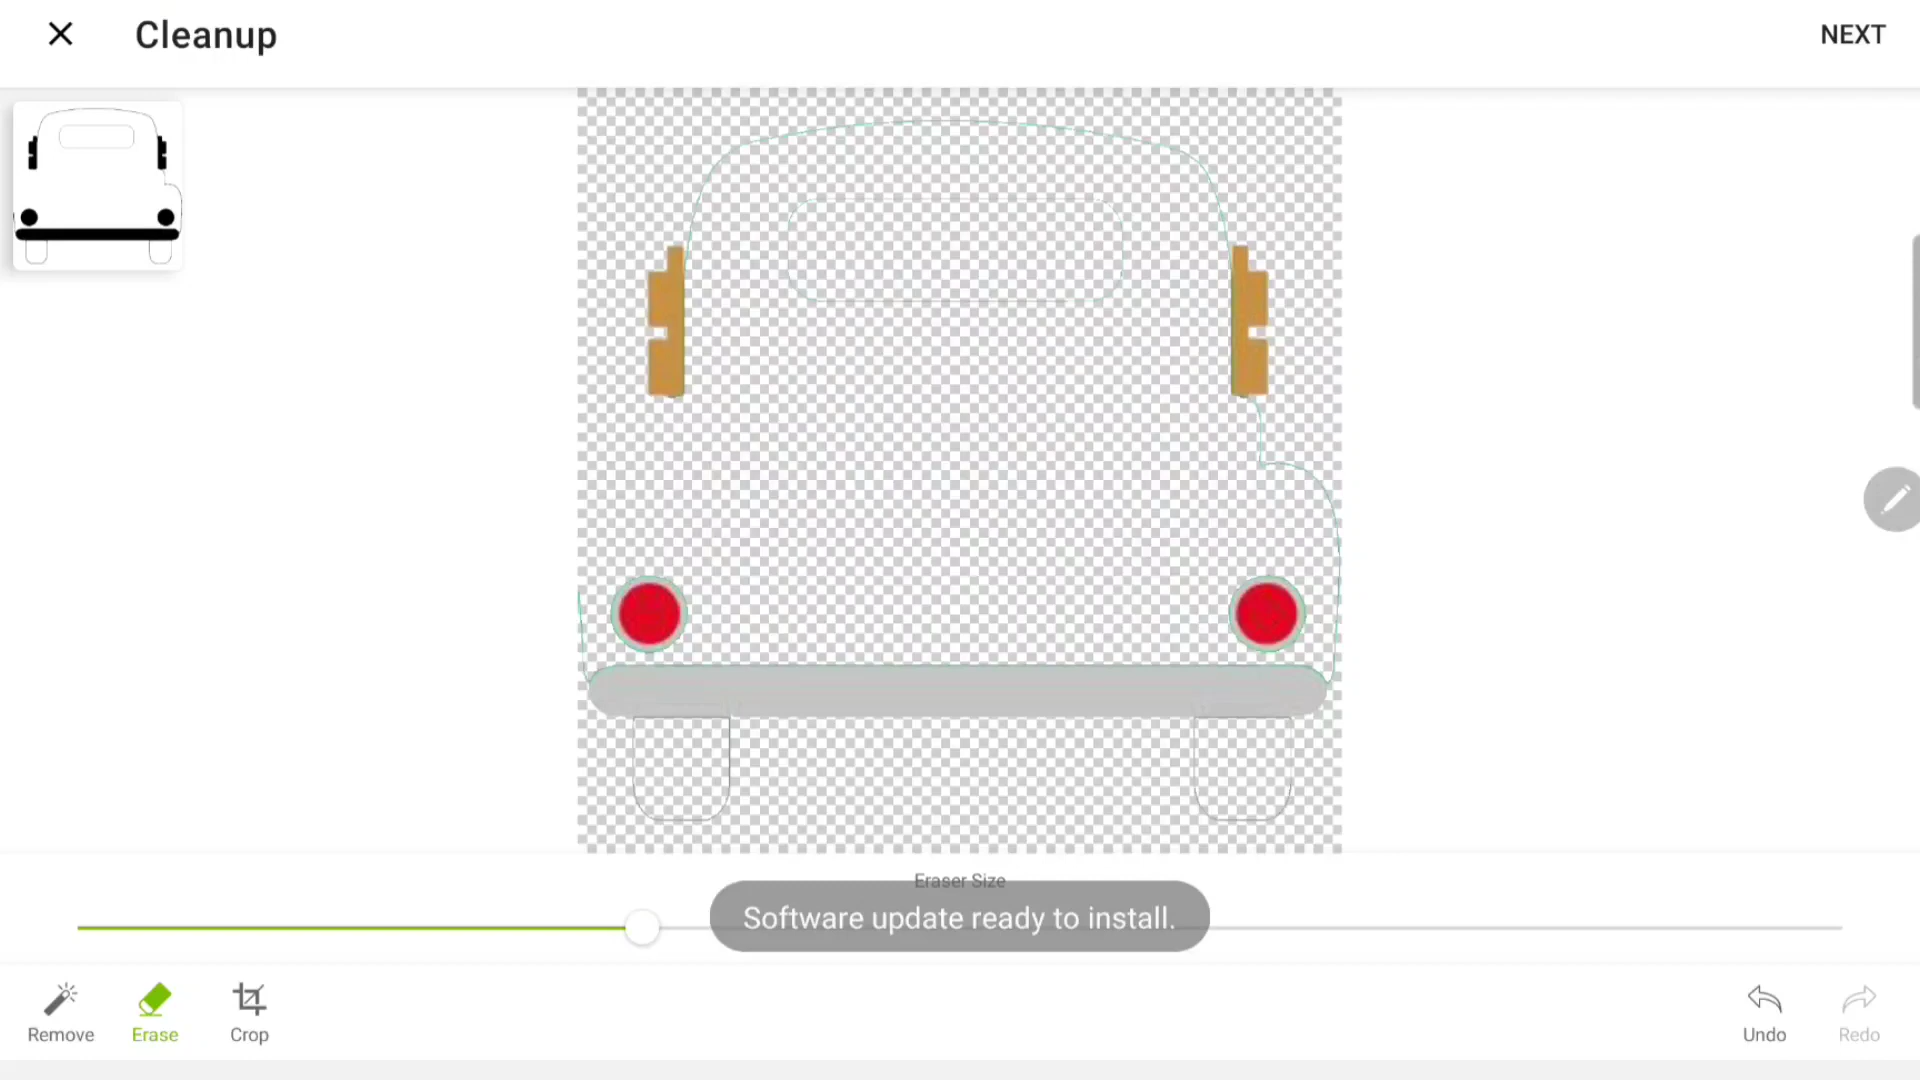 Cleanup
NEXT
Eraser Size
Software update ready to install.
Remove
Erase
Crop
Undo
Redo